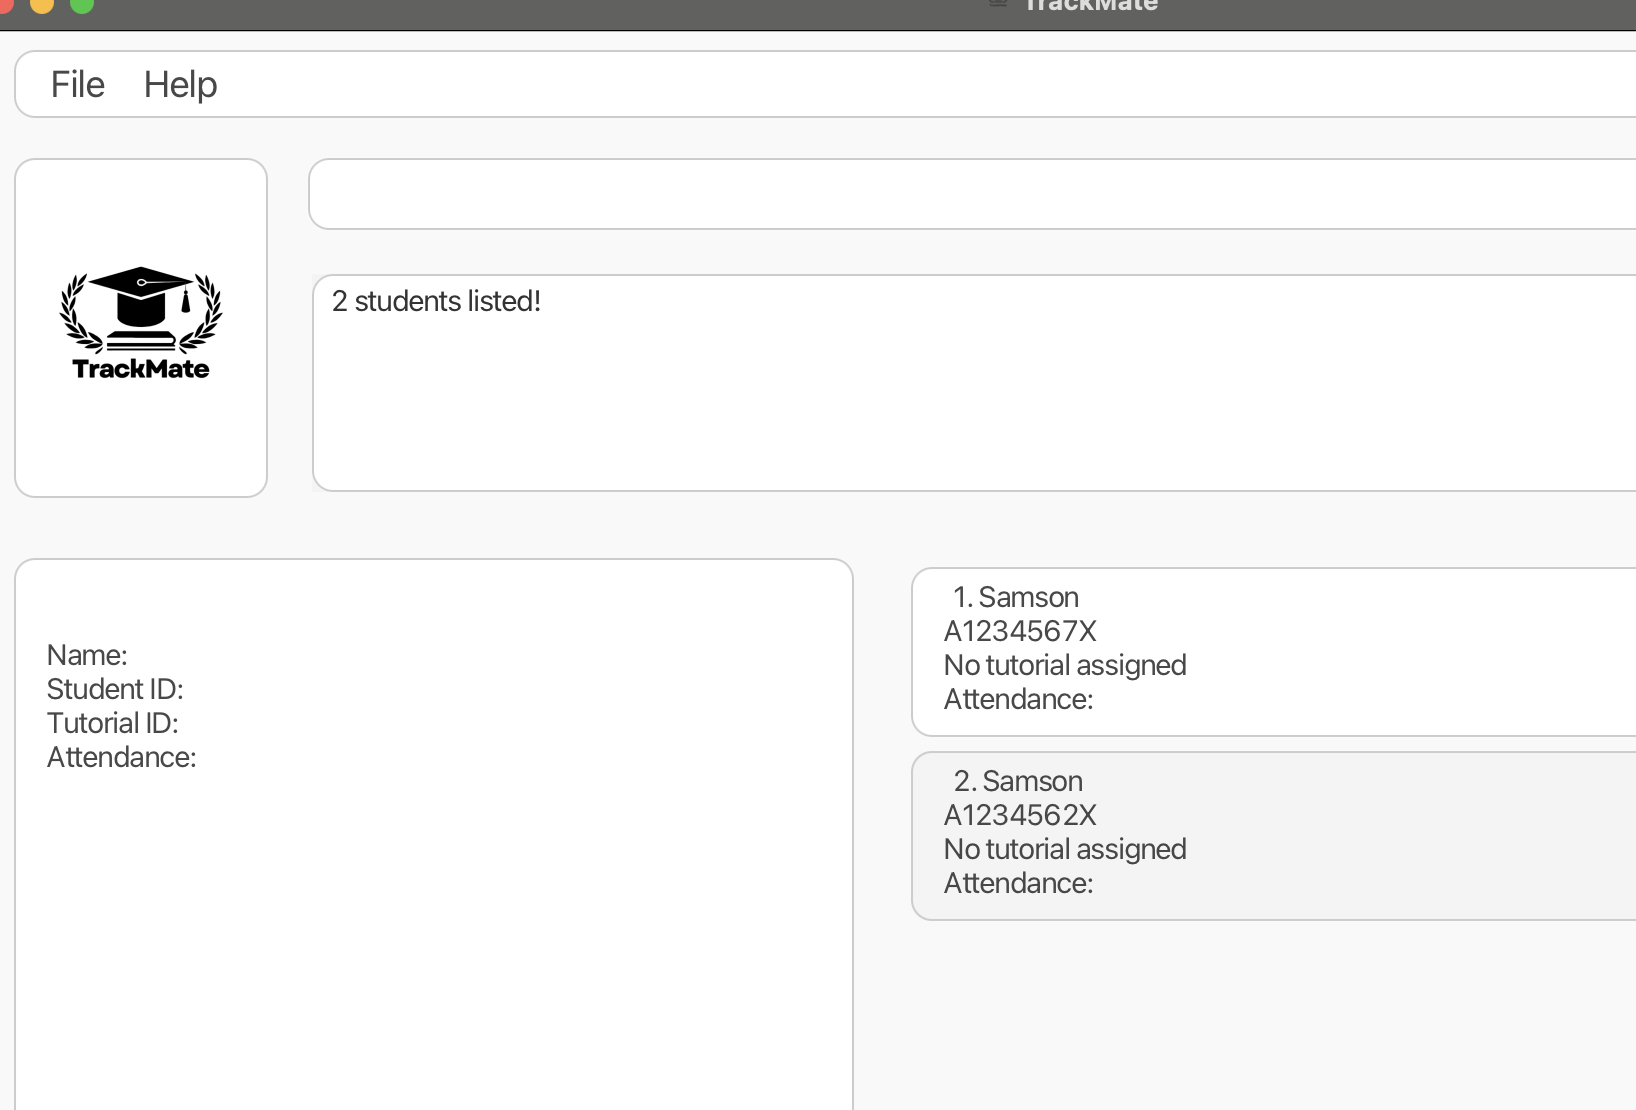 TrackMate
File Help
TrackMate
2 students listed!
Name:
Student ID:
Tutorial ID:
Attendance:
1. Samson
A1234567X
No tutorial assigned
Attendance:
2. Samson
A1234562X
No tutorial assigned
Attendance: